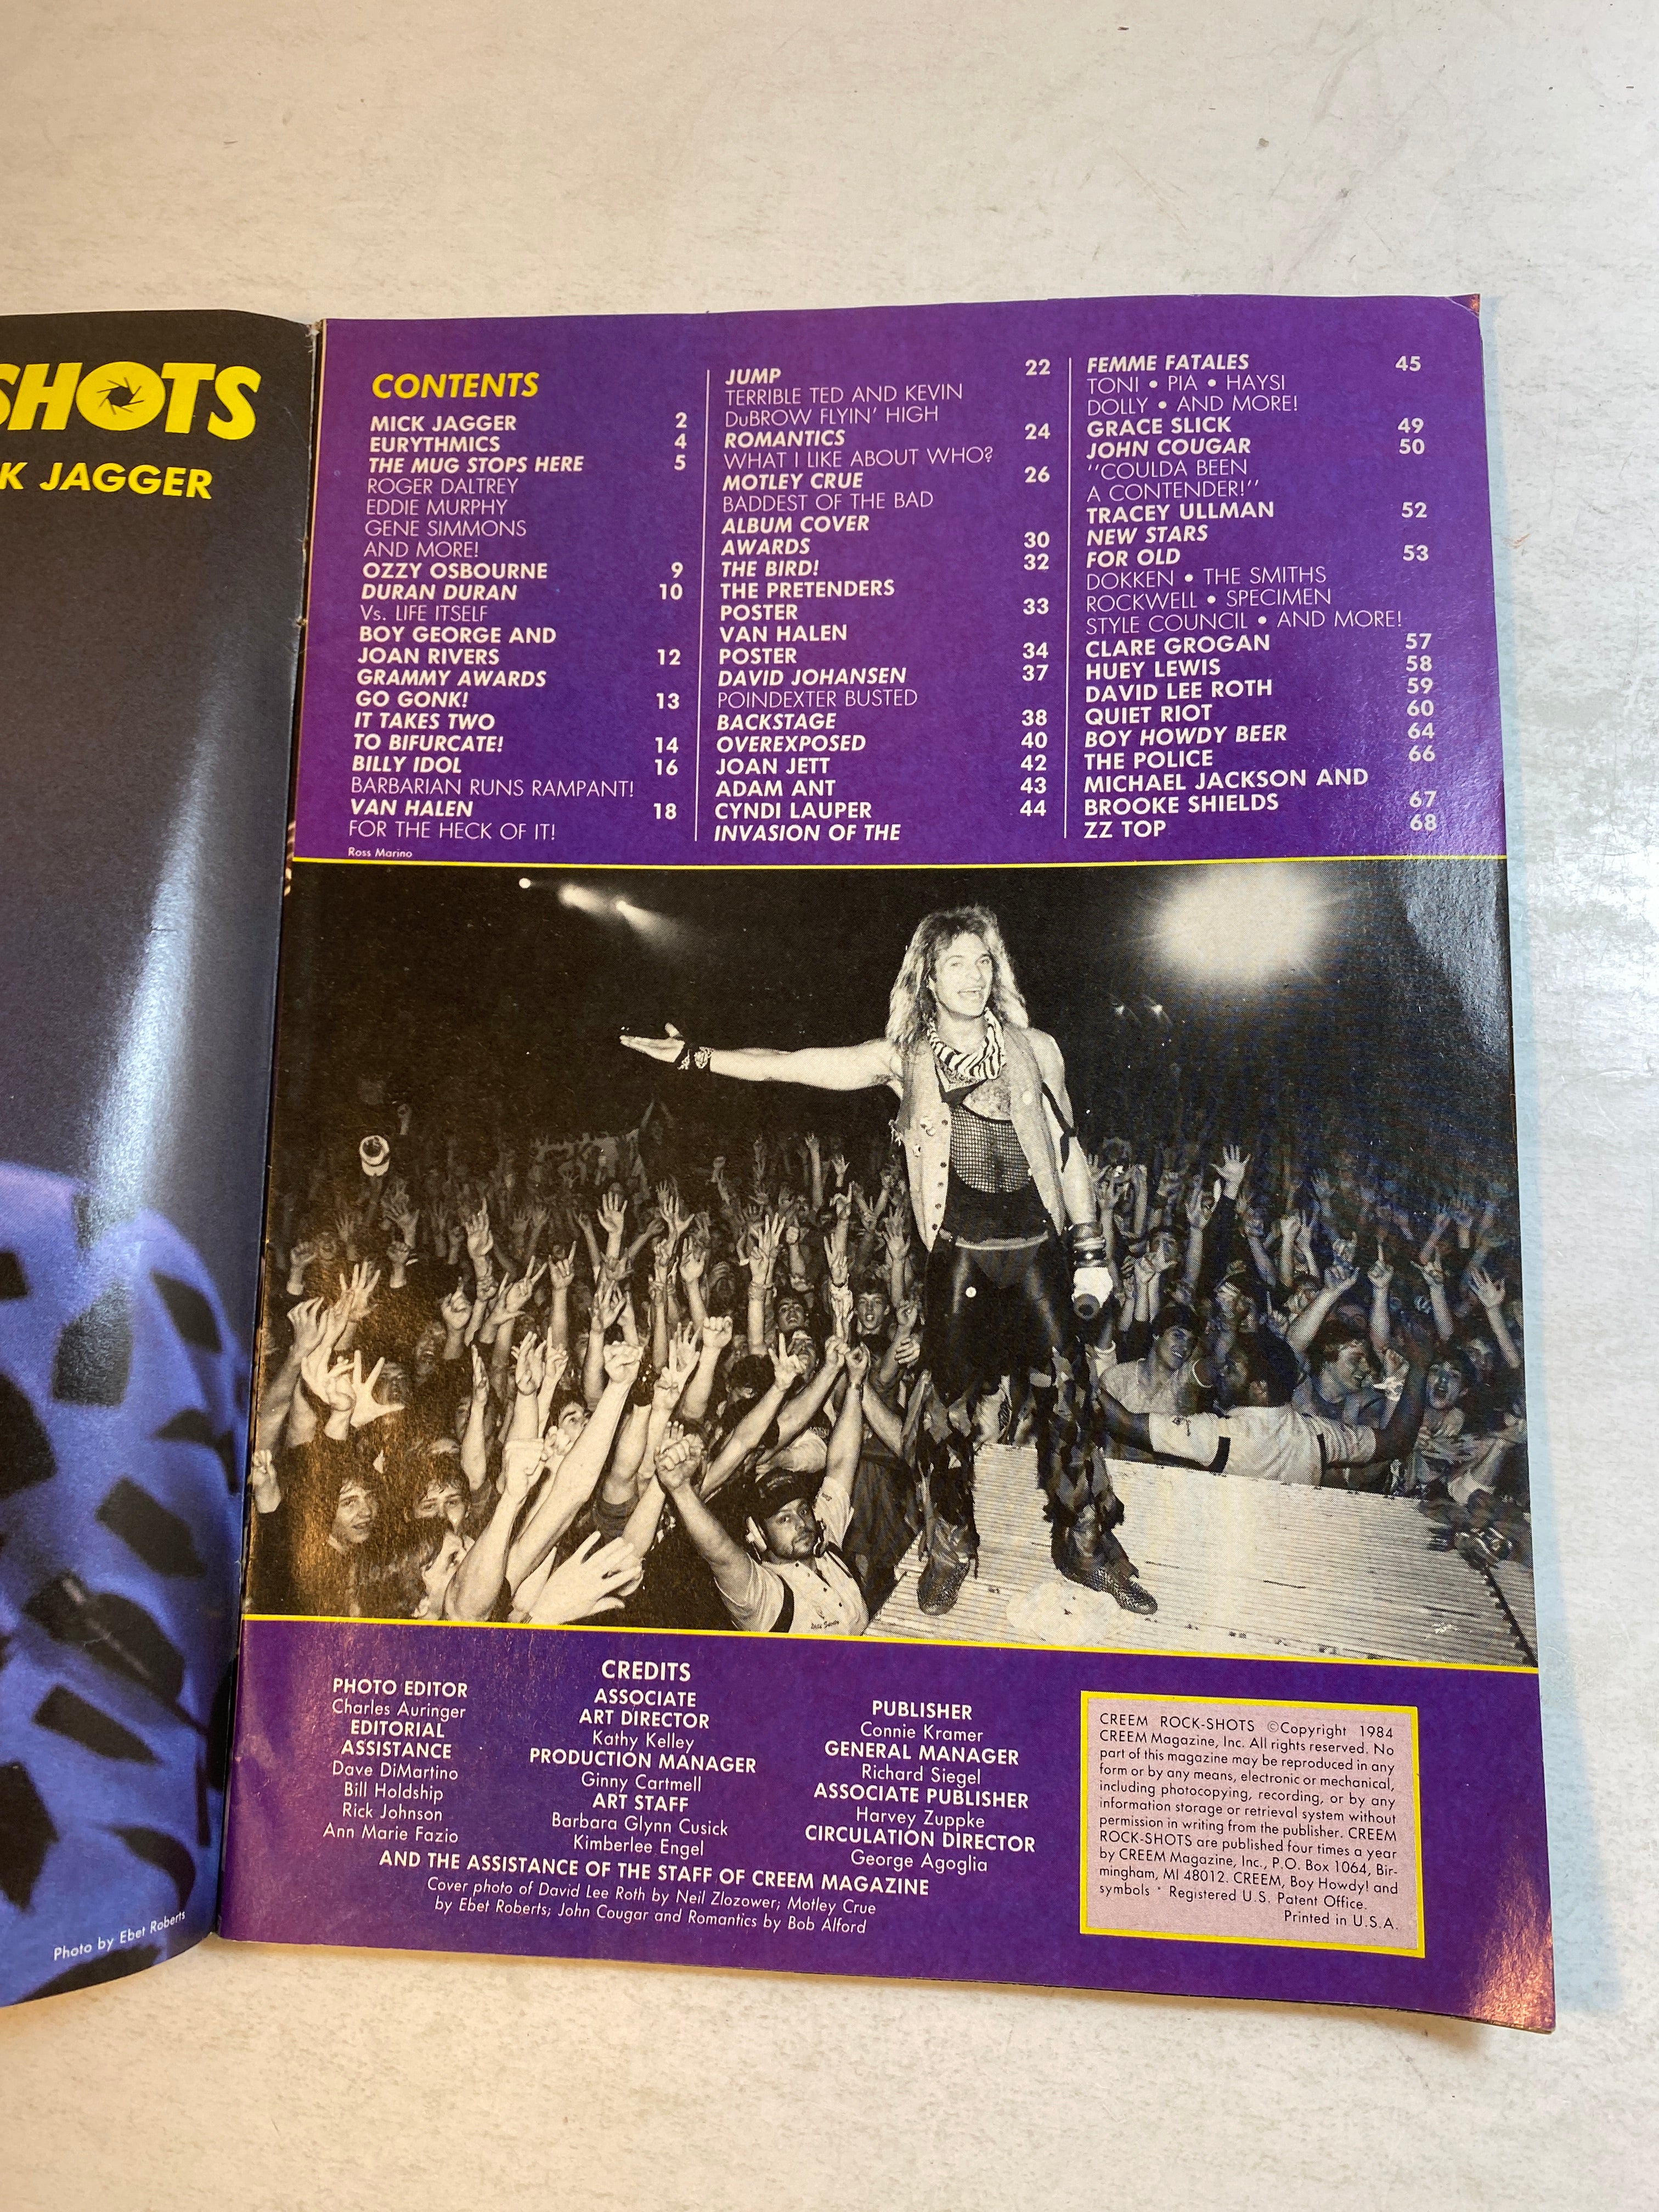 SHOTS
K JAGGER
Photo by Ebet Roberts
CONTENTS
MICK JAGGER 2
EURYTHMICS 4
THE MUG STOPS HERE 5
ROGER DALTREY
EDDIE MURPHY
GENE SIMMONS
AND MORE!
OZZY OSBOURNE 9
DURAN DURAN 10
Vs. LIFE ITSELF
BOY GEORGE AND
JOAN RIVERS 12
GRAMMY AWARDS
GO GONK! 13
IT TAKES TWO
TO BIFURCATE! 14
BILLY IDOL 16
BARBARIAN RUNS RAMPANT!
VAN HALEN 18
FOR THE HECK OF IT!
Ross Marino
JUMP 22
TERRIBLE TED AND KEVIN
DuBROW FLYIN' HIGH
ROMANTICS 24
WHAT I LIKE ABOUT WHO?
MOTLEY CRUE 26
BADDEST OF THE BAD
ALBUM COVER
AWARDS 30
THE BIRD! 32
THE PRETENDERS
POSTER 33
VAN HALEN
POSTER 34
DAVID JOHANSEN 37
POINDEXTER BUSTED
BACKSTAGE 38
OVEREXPOSED 40
JOAN JETT 42
ADAM ANT 43
CYNDI LAUPER 44
INVASION OF THE
FEMME FATALES 45
TONI • PIA • HAYSI
DOLLY • AND MORE!
GRACE SLICK 49
JOHN COUGAR 50
"COULDA BEEN
A CONTENDER!"
TRACEY ULLMAN 52
NEW STARS
FOR OLD 53
DOKKEN • THE SMITHS
ROCKWELL • SPECIMEN
STYLE COUNCIL • AND MORE!
CLARE GROGAN 57
HUEY LEWIS 58
DAVID LEE ROTH 59
QUIET RIOT 60
BOY HOWDY BEER 64
THE POLICE 66
MICHAEL JACKSON AND
BROOKE SHIELDS 67
ZZ TOP 68
CREDITS
PHOTO EDITOR
Charles Auringer
EDITORIAL
ASSISTANCE
Dave DiMartino
Bill Holdship
Rick Johnson
Ann Marie Fazio
ASSOCIATE
ART DIRECTOR
Kathy Kelley
PRODUCTION MANAGER
Ginny Cartmell
ART STAFF
Barbara Glynn Cusick
Kimberlee Engel
PUBLISHER
Connie Kramer
GENERAL MANAGER
Richard Siegel
ASSOCIATE PUBLISHER
Harvey Zuppke
CIRCULATION DIRECTOR
George Agoglia
AND THE ASSISTANCE OF THE STAFF OF CREEM MAGAZINE
Cover photo of David Lee Roth by Neil Zlozower; Motley Crue
by Ebet Roberts; John Cougar and Romantics by Bob Alford
CREEM ROCK-SHOTS ©Copyright 1984
CREEM Magazine, Inc. All rights reserved. No
part of this magazine may be reproduced in any
form or by any means, electronic or mechanical,
including photocopying, recording, or by any
information storage or retrieval system without
permission in writing from the publisher. CREEM
ROCK-SHOTS are published four times a year
by CREEM Magazine, Inc., P.O. Box 1064, Bir-
mingham, MI 48012. CREEM, Boy Howdy! and
symbols * Registered U.S. Patent Office.
Printed in U.S.A.